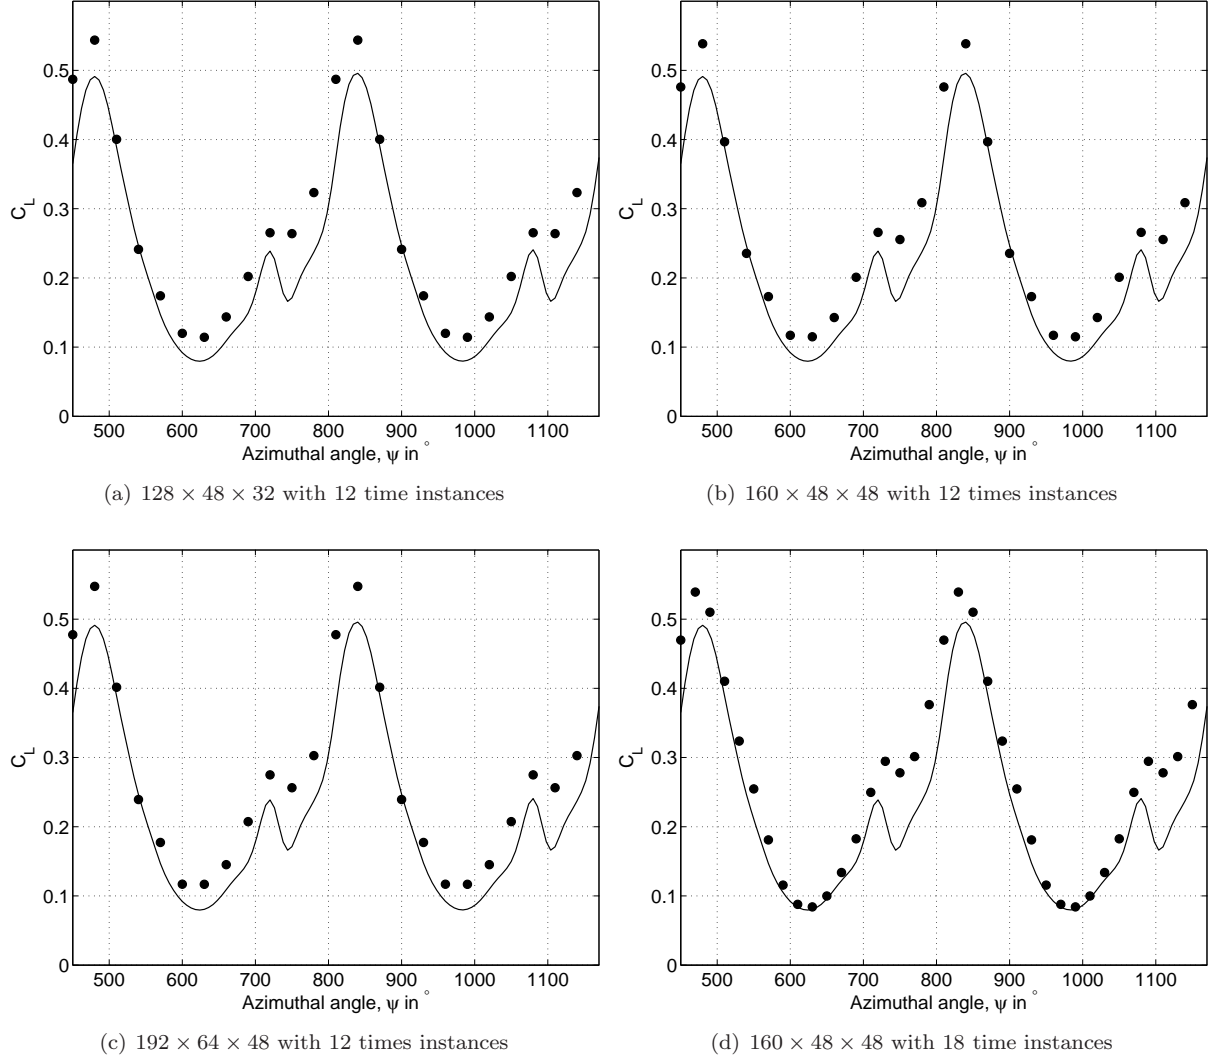 0.5
0.4
0.3
0.2
0.1
0
C_L
500 600 700 800 900 1000 1100
Azimuthal angle, ψ in °
(a) 128 × 48 × 32 with 12 time instances
0.5
0.4
0.3
0.2
0.1
0
C_L
500 600 700 800 900 1000 1100
Azimuthal angle, ψ in °
(b) 160 × 48 × 48 with 12 times instances
0.5
0.4
0.3
0.2
0.1
0
C_L
500 600 700 800 900 1000 1100
Azimuthal angle, ψ in °
(c) 192 × 64 × 48 with 12 times instances
0.5
0.4
0.3
0.2
0.1
0
C_L
500 600 700 800 900 1000 1100
Azimuthal angle, ψ in °
(d) 160 × 48 × 48 with 18 time instances